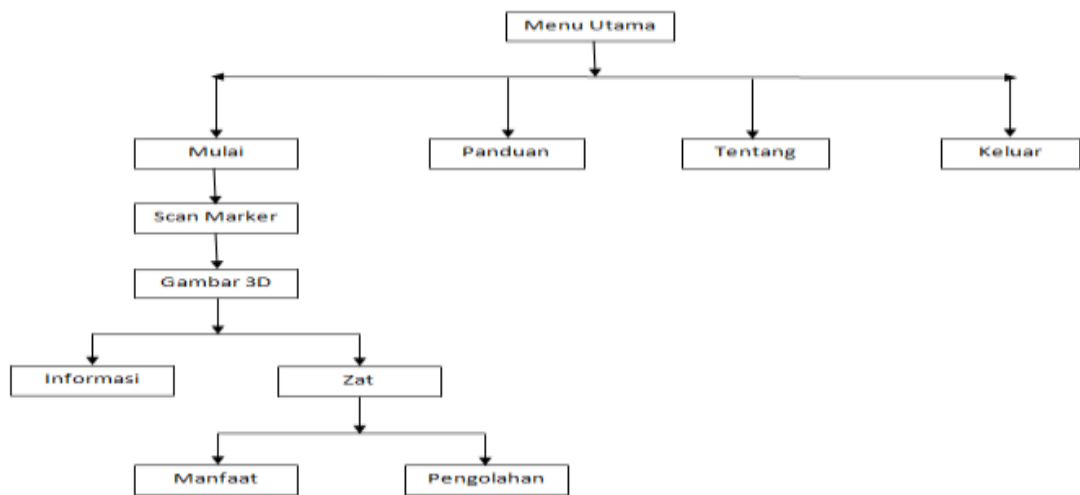 Menu Utama
Mulai
Panduan
Tentang
Keluar
Scan Marker
Gambar 3D
Informasi
Zat
Manfaat
Pengolahan